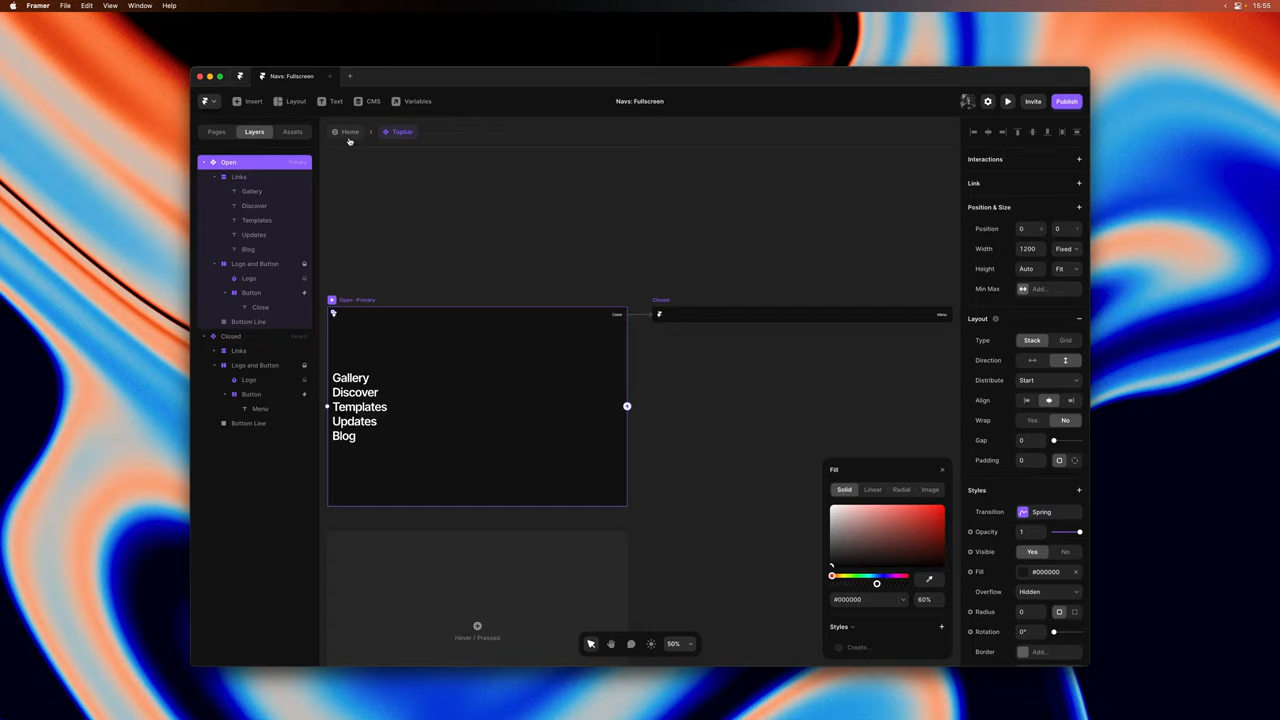 Framer File Edit View Window Help 15:55
Navs: Fullscreen
Insert Layout Text CMS Variables Navs: Fullscreen Invite Publish
Pages Layers Assets Home Topbar
Interactions
Open Primary
Links
Link
Gallery
Discover Position & Size
Templates
Position 0 X 0 Y
Updates
Blog Width 1200 Fixed
Logo and Button Height Auto Fit
Logo
Button Min Max Add...
Open · Primary Closed
Close
Close Menu
Bottom Line Layout
Closed Variant
Type Stack Grid
Links
Direction
Logo and Button
Logo Gallery Distribute Start
Button Discover
Align
Menu Templates
Bottom Line Updates Wrap Yes No
Blog
Gap 0
Padding 0
Fill
Solid Linear Radial Image Styles
Transition Spring
Opacity 1
Visible Yes No
Fill #000000
Overflow Hidden
#000000 60%
Radius 0
Styles
Rotation 0°
Hover / Pressed 50% Create...
Border Add...